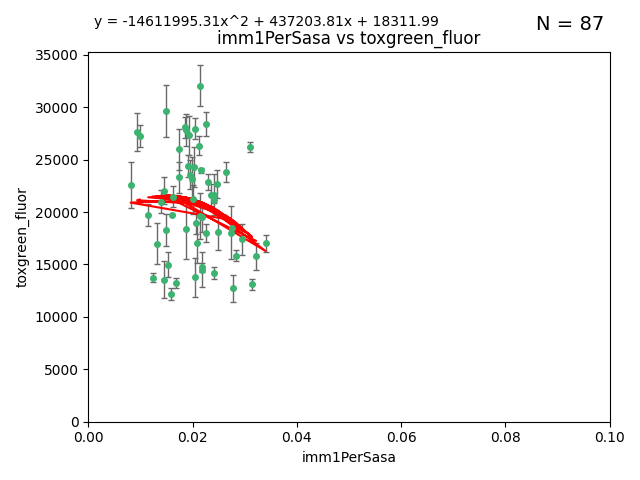 y = -14611995.31x^2 + 437203.81x + 18311.99
N = 87
imm1PerSasa vs toxgreen_fluor
35000
30000
25000
20000
15000
10000
5000
0
toxgreen_fluor
0.00 0.02 0.04 0.06 0.08 0.10
imm1PerSasa